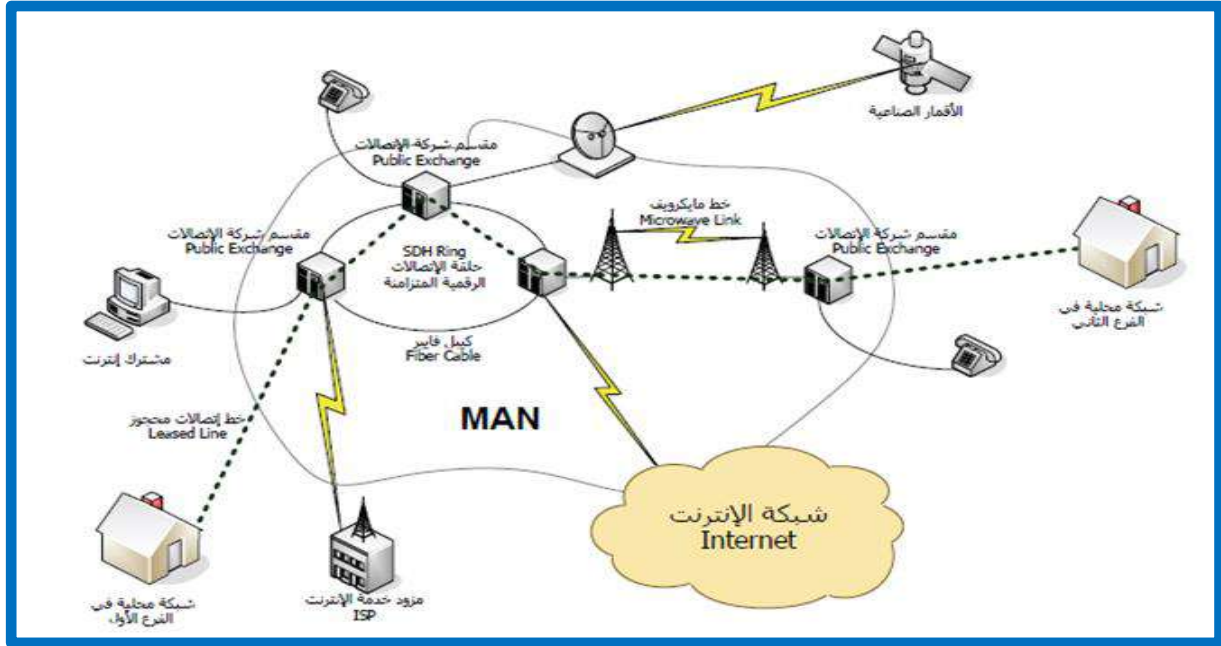 الأقمار الصناعية
مقسم شركة الإتصالات
Public Exchange
خط مايكرويف
Microwave Link
مقسم شركة الإتصالات
Public Exchange
مقسم شركة الإتصالات
Public Exchange
SDH Ring
حلقة الإتصالات
الرقمية المتزامنة
شبكة محلية في
الفرع الثاني
كيبل فايبر
Fiber Cable
مشترك إنترنت
خط إتصالات محجوز
Leased Line
MAN
شبكة الإنترنت
Internet
شبكة محلية في
الفرع الأول
مزود خدمة الإنترنت
ISP